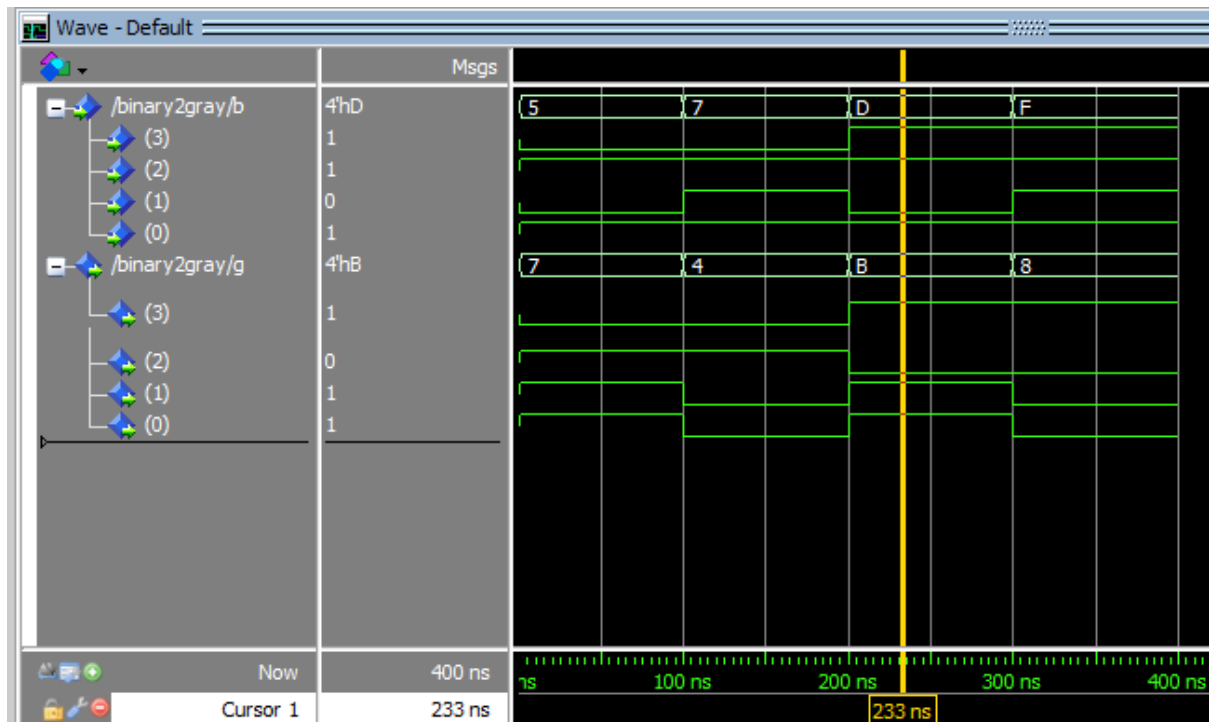 Wave - Default
Msgs
/binary2gray/b 4'hD 5 7 D F
(3) 1
(2) 1
(1) 0
(0) 1
/binary2gray/g 4'hB 7 4 B 8
(3) 1
(2) 0
(1) 1
(0) 1
Now 400 ns ns 100 ns 200 ns 300 ns 400 ns
Cursor 1 233 ns 233 ns